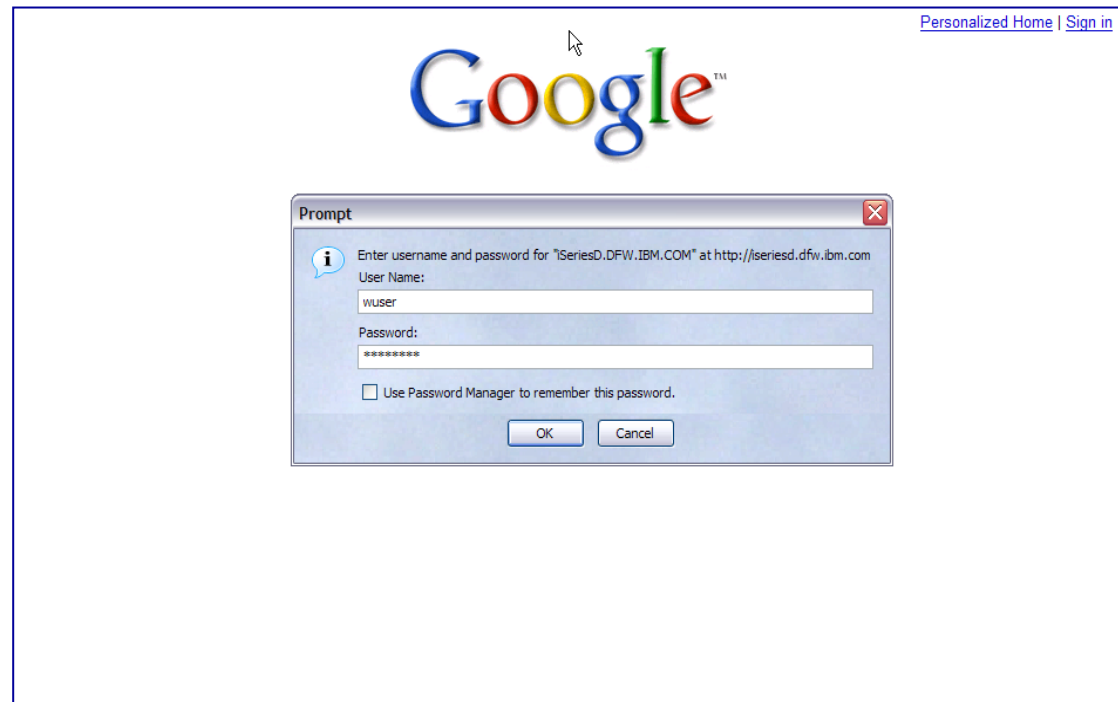 Personalized Home | Sign in
Google™
Prompt
Enter username and password for "iSeriesD.DFW.IBM.COM" at http://iseriesd.dfw.ibm.com
User Name:
wuser
Password:
********
Use Password Manager to remember this password.
OK Cancel